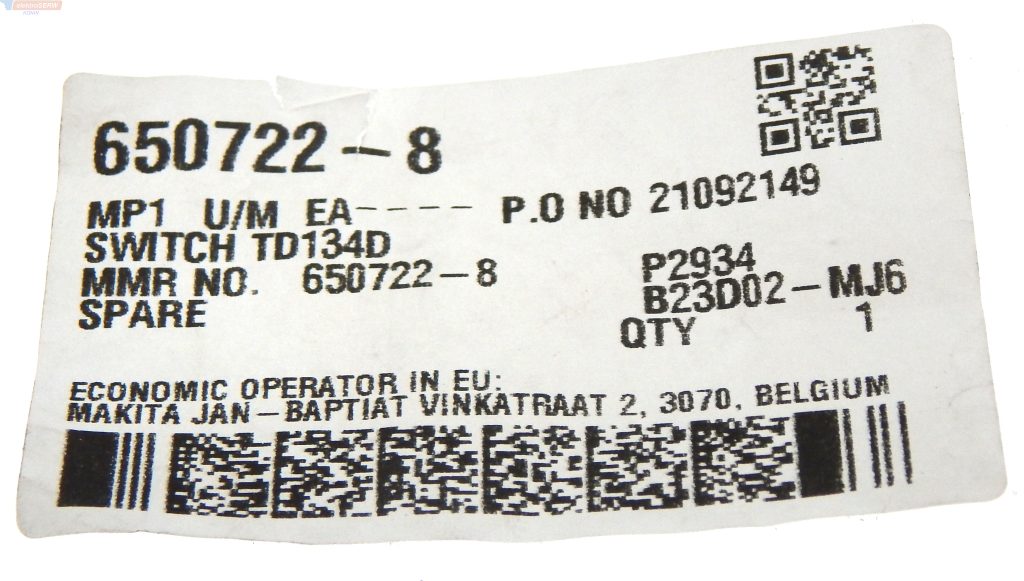 elektroSERW
650722-8
MP1 U/M EA---- P.O NO 21092149
SWITCH TD134D
MMR NO. 650722-8
SPARE
P2934
B23D02-MJ6
QTY 1
ECONOMIC OPERATOR IN EU:
MAKITA JAN-BAPTIAT VINKATRAAT 2, 3070, BELGIUM